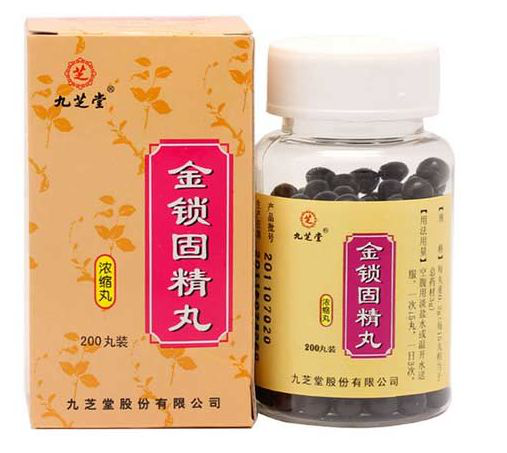 芝
九芝堂®
金锁固精丸
浓缩丸
200丸装
九芝堂股份有限公司
芝
九芝堂
金锁固精丸
浓缩丸
200丸装
九芝堂股份有限公司
产品批号
201107020
【用法用量】
空腹用淡盐水或温开水送
服，一次15丸，一日3次。